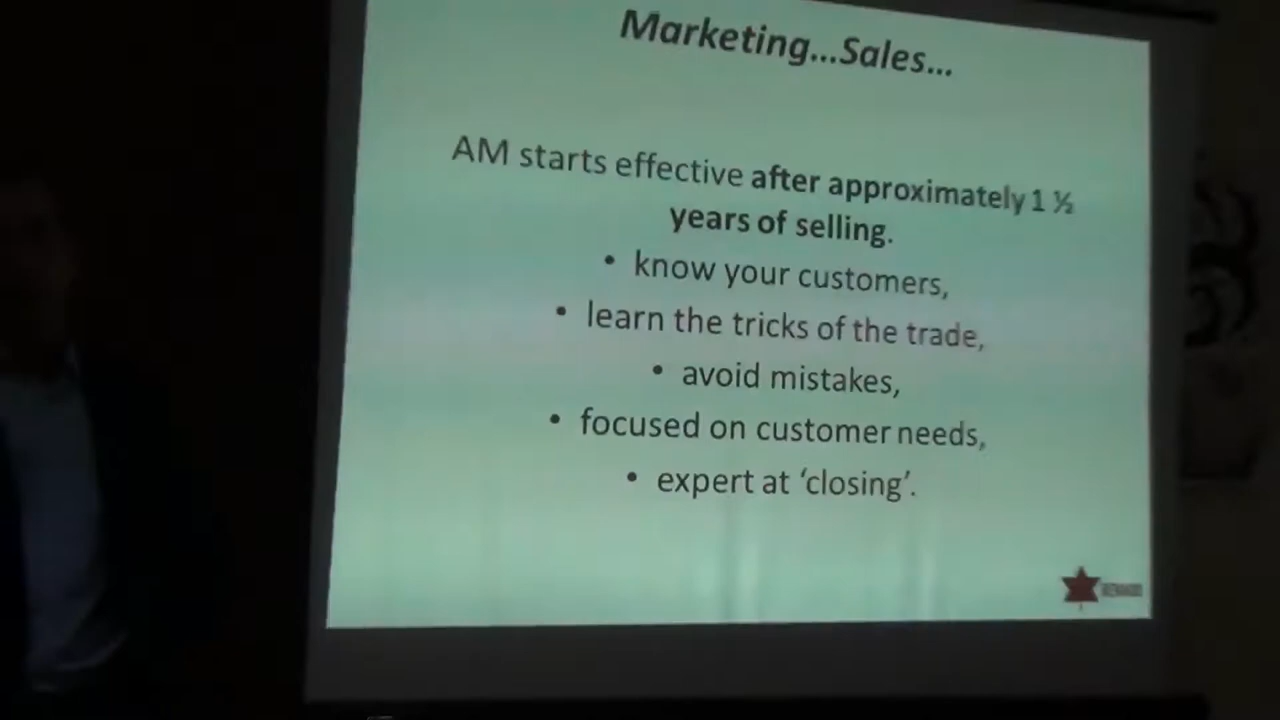 Marketing...Sales...
AM starts effective after approximately 1 ½
years of selling.
• know your customers,
• learn the tricks of the trade,
• avoid mistakes,
• focused on customer needs,
• expert at ‘closing’.